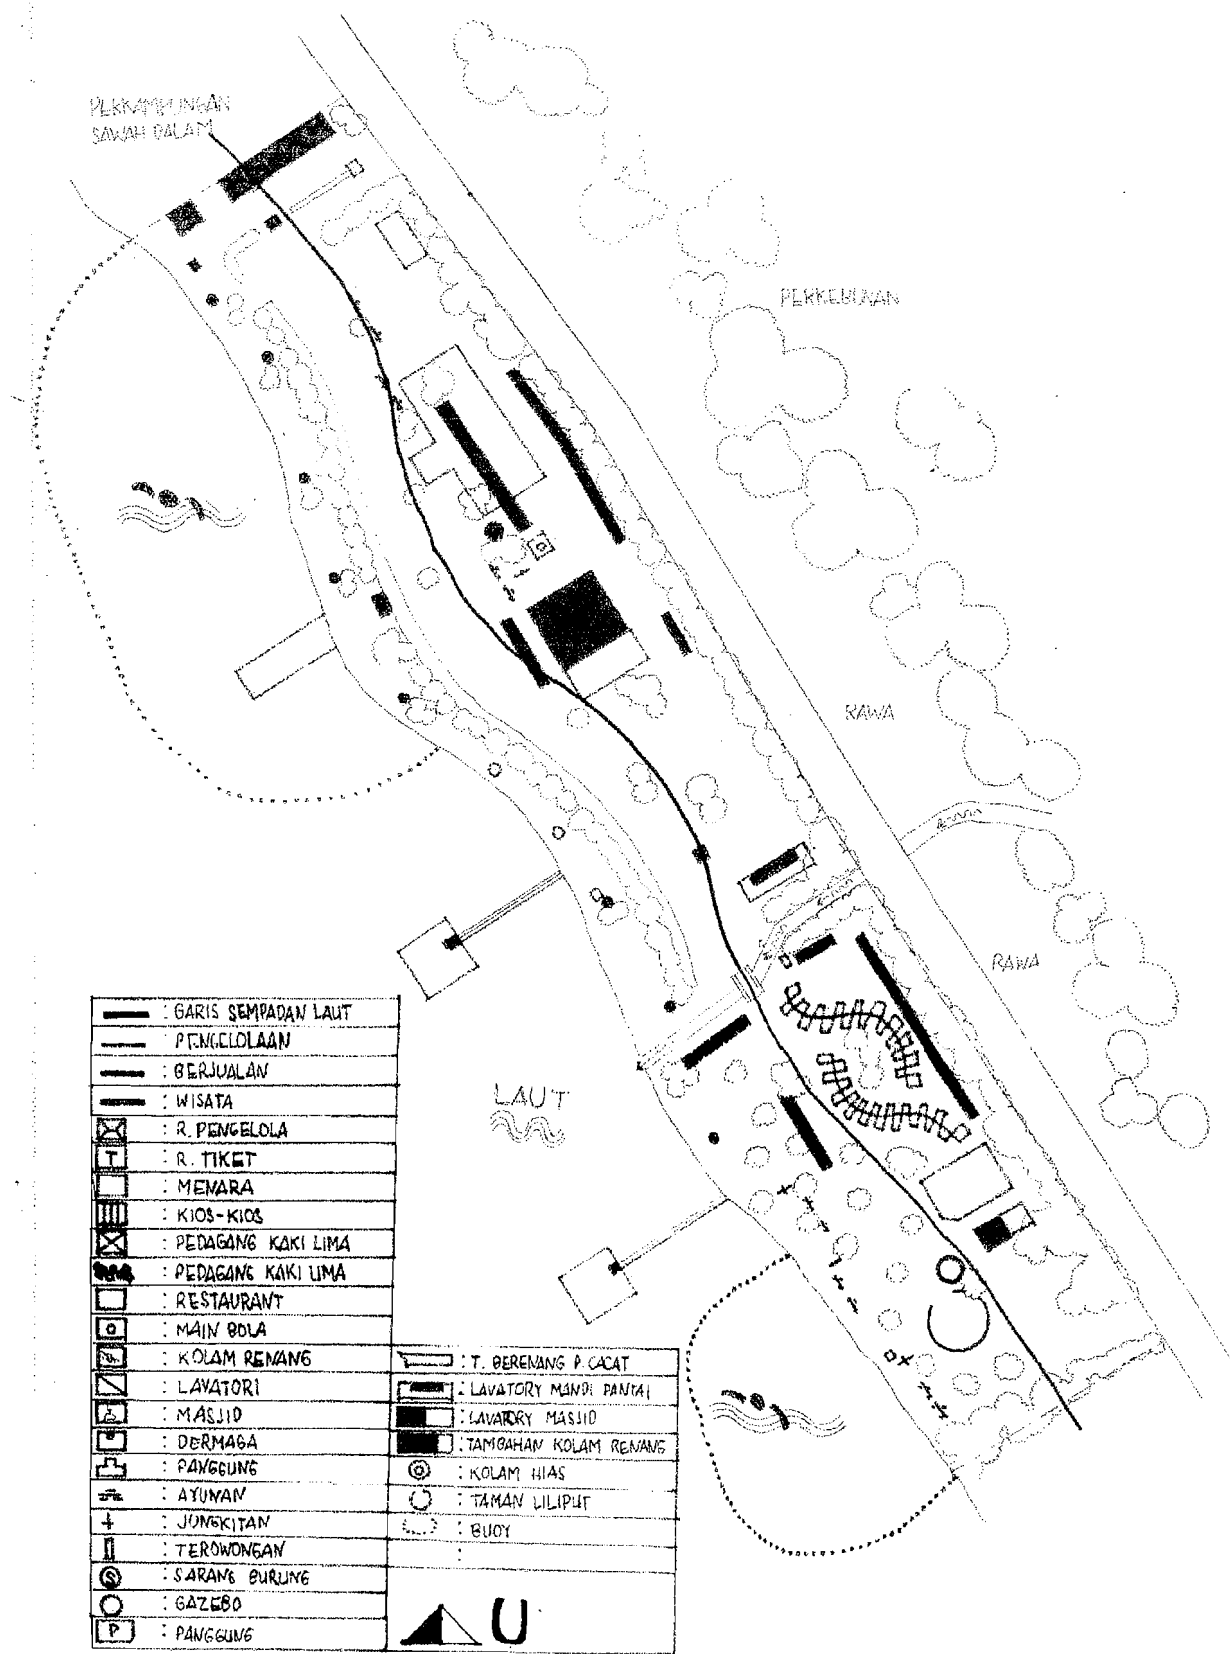 PERKAMPUNGAN
SAWAH DALAM
PERKEBUNAN
RAWA
RAWA
LAUT
: GARIS SEMPADAN LAUT
: PENGELOLAAN
: BERJUALAN
: WISATA
: R. PENGELOLA
T : R. TIKET
: MENARA
: KIOS-KIOS
: PEDAGANG KAKI LIMA
: PEDAGANG KAKI LIMA
: RESTAURANT
: MAIN BOLA
: KOLAM RENANG
: LAVATORI
: MASJID
: DERMAGA
: PANGGUNG
: AYUNAN
: JUNGKITAN
: TEROWONGAN
S : SARANG BURUNG
: GAZEBO
P : PANGGUNG
: T. BERENANG P. CACAT
: LAVATORY MANDI PANTAI
: LAVATORY MASJID
: TAMBAHAN KOLAM RENANG
: KOLAM HIAS
: TAMAN LILIPUT
: BUOY
:
U